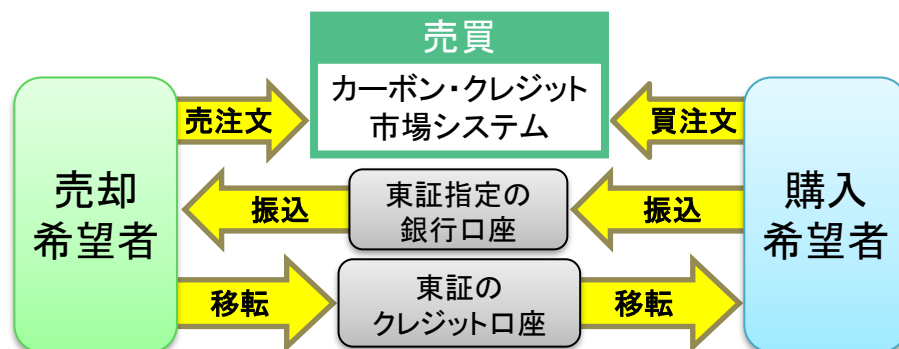 売買
カーボン・クレジット
市場システム
売注文
買注文
売却
希望者
振込
東証指定の
銀行口座
振込
購入
希望者
移転
東証の
クレジット口座
移転